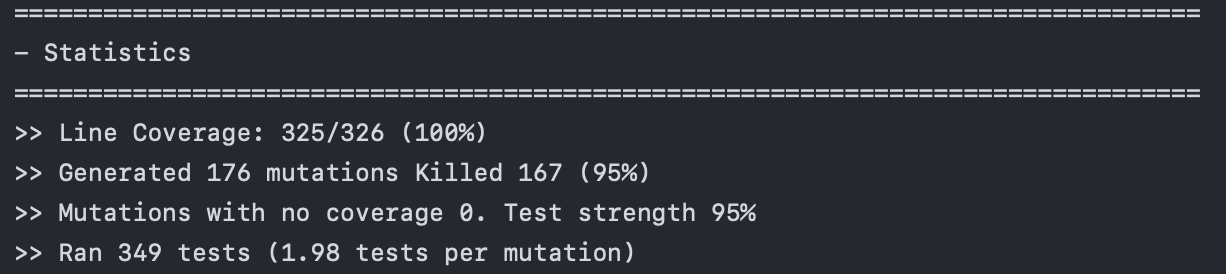 ================================================================================
- Statistics
================================================================================
>> Line Coverage: 325/326 (100%)
>> Generated 176 mutations Killed 167 (95%)
>> Mutations with no coverage 0. Test strength 95%
>> Ran 349 tests (1.98 tests per mutation)